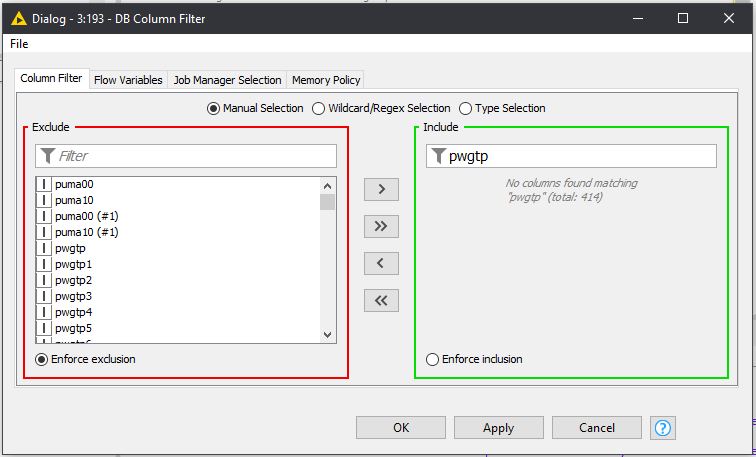 Dialog - 3:193 - DB Column Filter
File
Column Filter Flow Variables Job Manager Selection Memory Policy
Manual Selection Wildcard/Regex Selection Type Selection
Exclude
Filter
I puma00
I puma10
I puma00 (#1)
I puma10 (#1)
I pwgtp
I pwgtp1
I pwgtp2
I pwgtp3
I pwgtp4
I pwgtp5
Enforce exclusion
> 
>>
<
<<
Include
pwgtp
No columns found matching
"pwgtp" (total: 414)
Enforce inclusion
OK Apply Cancel ?